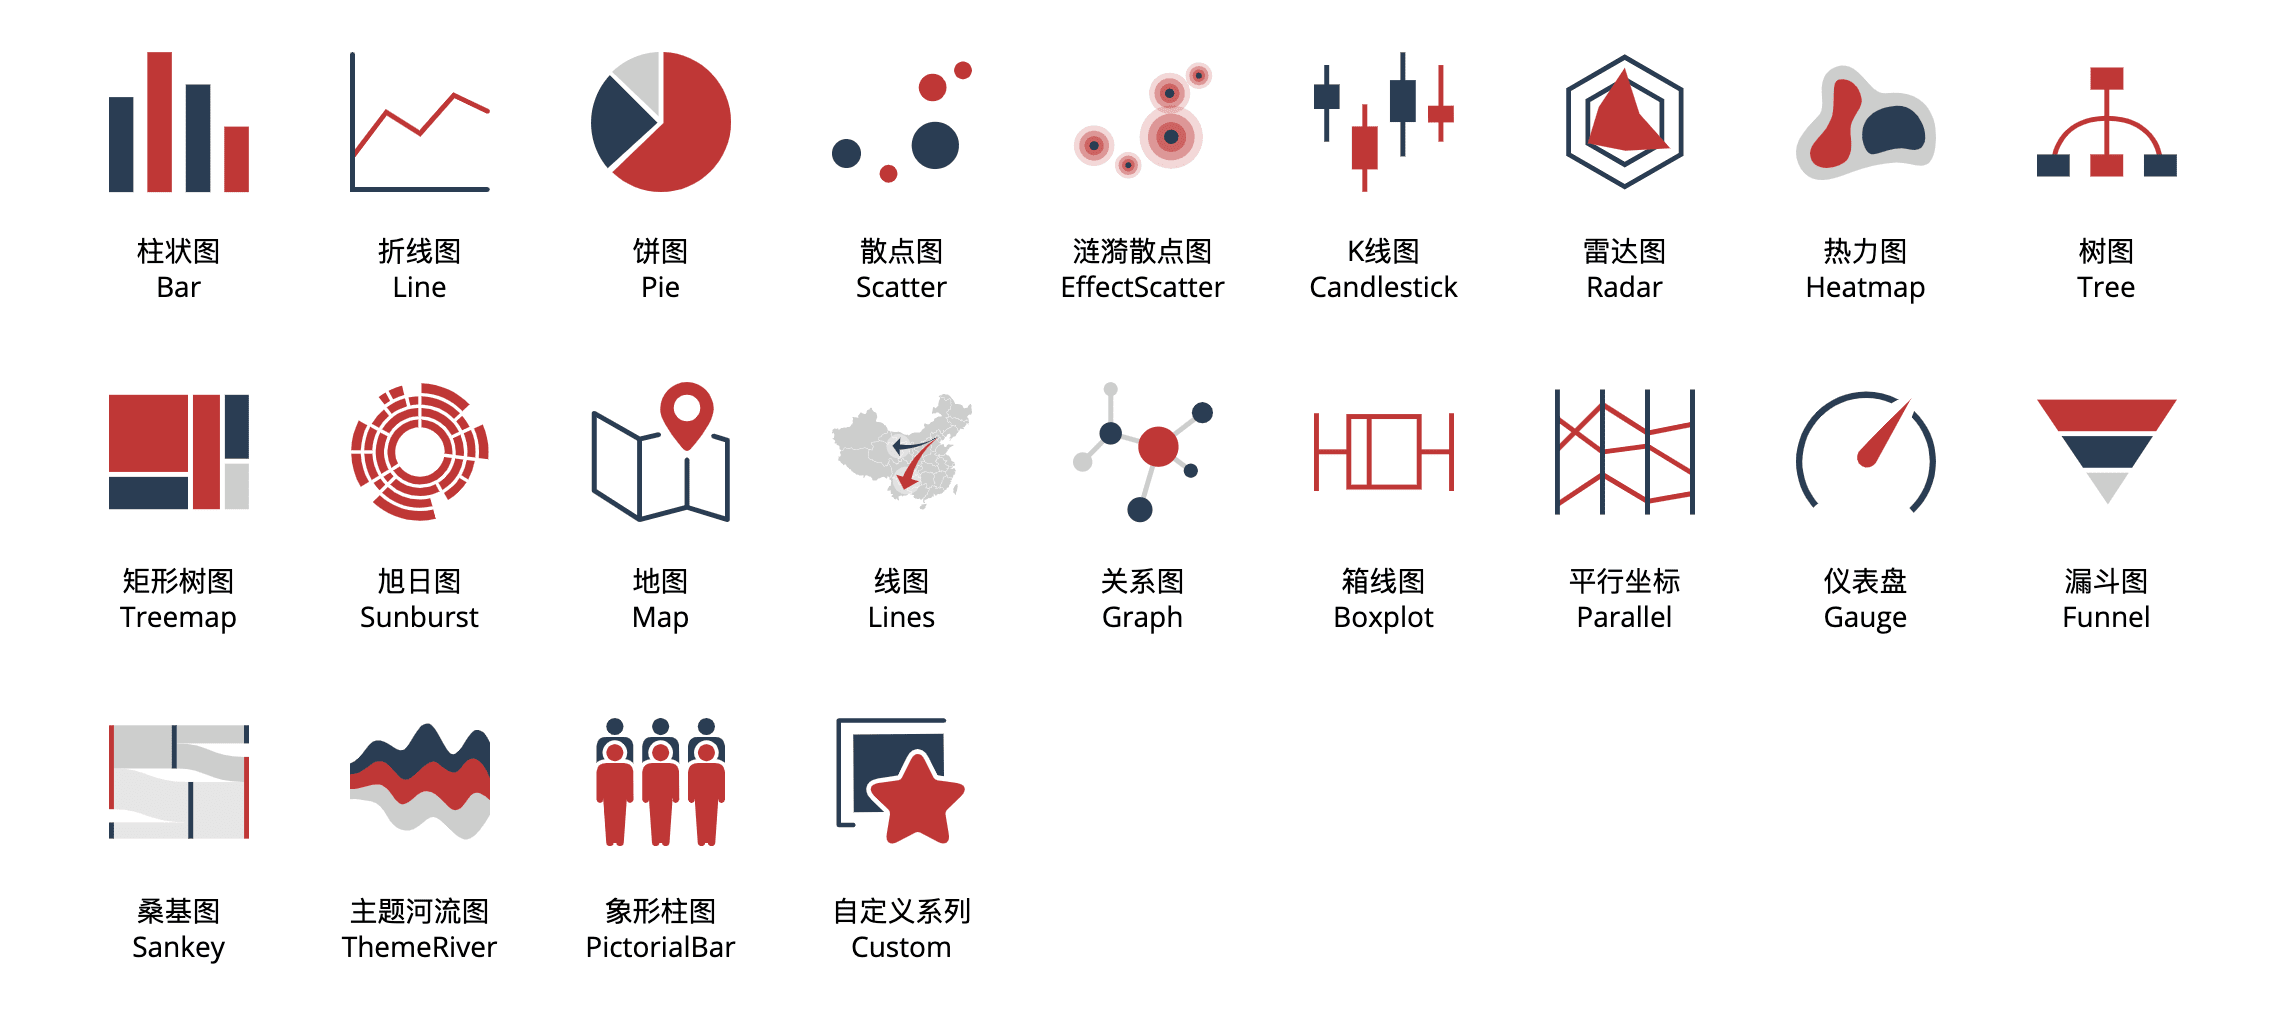 柱状图
Bar
折线图
Line
饼图
Pie
散点图
Scatter
涟漪散点图
EffectScatter
K线图
Candlestick
雷达图
Radar
热力图
Heatmap
树图
Tree
矩形树图
Treemap
旭日图
Sunburst
地图
Map
线图
Lines
关系图
Graph
箱线图
Boxplot
平行坐标
Parallel
仪表盘
Gauge
漏斗图
Funnel
桑基图
Sankey
主题河流图
ThemeRiver
象形柱图
PictorialBar
自定义系列
Custom